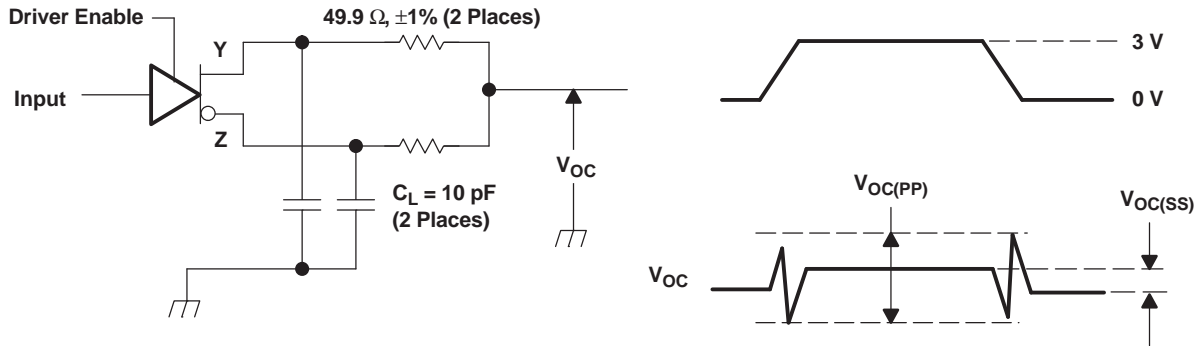 Driver Enable
49.9 Ω, ±1% (2 Places)
Y
Input
Z
V_OC
C_L = 10 pF
(2 Places)
3 V
0 V
V_OC(PP)
V_OC(SS)
V_OC